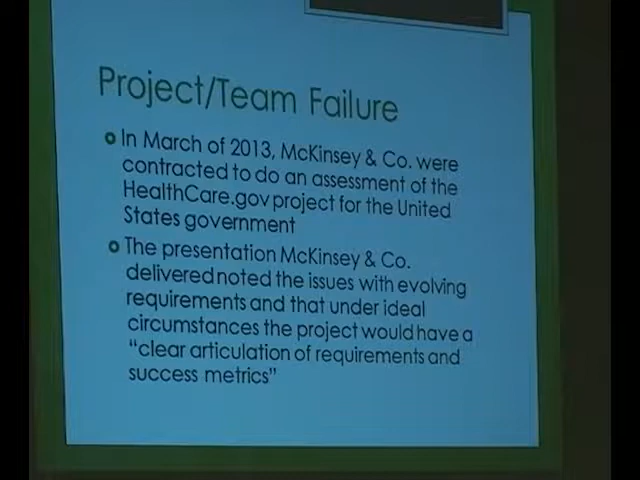 Project/Team Failure
In March of 2013, McKinsey & Co. were
contracted to do an assessment of the
HealthCare.gov project for the United
States government
The presentation McKinsey & Co.
delivered noted the issues with evolving
requirements and that under ideal
circumstances the project would have a
“clear articulation of requirements and
success metrics”